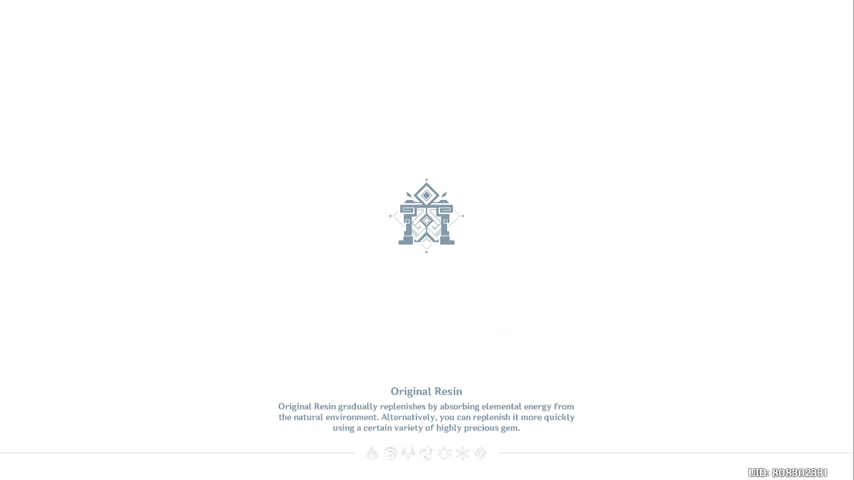 Original Resin
Original Resin gradually replenishes by absorbing elemental energy from
the natural environment. Alternatively, you can replenish it more quickly
using a certain variety of highly precious gem.
UID: 808302331